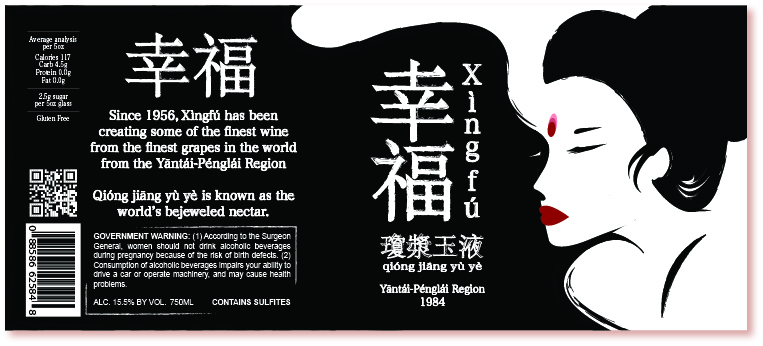 Average analysis
per 5oz
Calories 117
Carb 4.5g
Protein 0.0g
Fat 0.0g
2.5g sugar
per 5oz glass
Gluten Free
0 88586 62584 8
幸福
Since 1956, Xìngfú has been
creating some of the finest wine
from the finest grapes in the world
from the Yāntái-Pénglái Region
Qióng jiāng yù yè is known as the
world's bejeweled nectar.
GOVERNMENT WARNING: (1) According to the Surgeon
General, women should not drink alcoholic beverages
during pregnancy because of the risk of birth defects. (2)
Consumption of alcoholic beverages impairs your ability to
drive a car or operate machinery, and may cause health
problems.
ALC. 15.5% BY VOL. 750ML CONTAINS SULFITES
幸福
Xìngfú
瓊漿玉液
qióng jiāng yù yè
Yāntái-Pénglái Region
1984